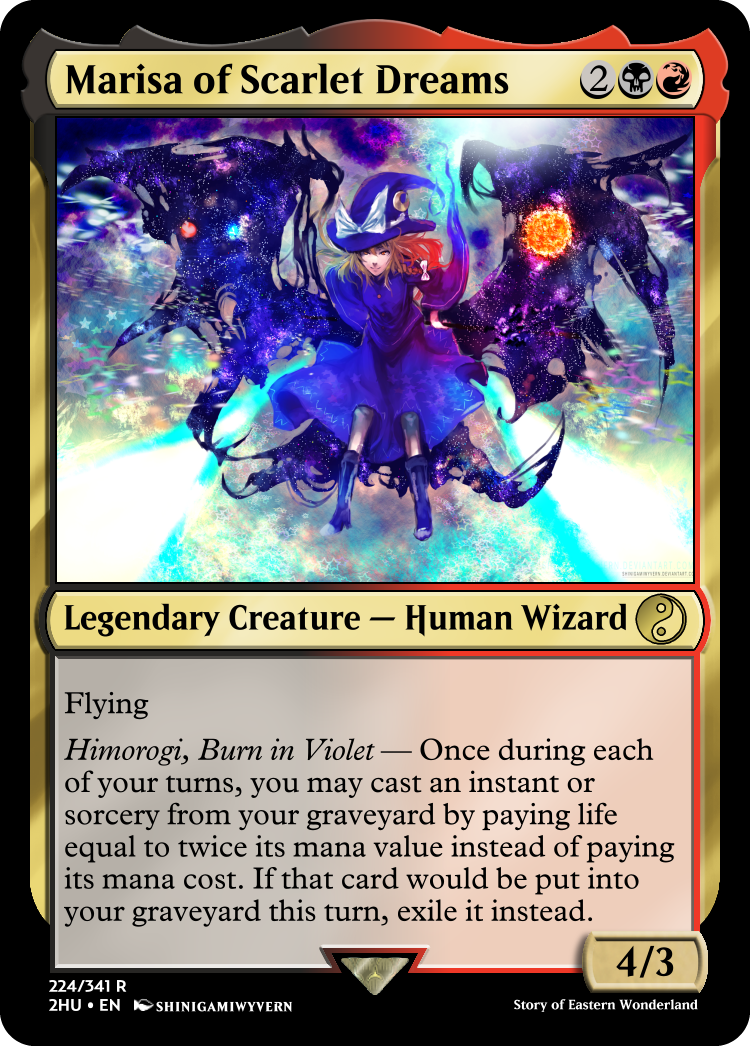 Marisa of Scarlet Dreams 2
SHINIGAMIWYVERN.DEVIANTART.C
Legendary Creature — Human Wizard
Flying
Himorogi, Burn in Violet — Once during each
of your turns, you may cast an instant or
sorcery from your graveyard by paying life
equal to twice its mana value instead of paying
its mana cost. If that card would be put into
your graveyard this turn, exile it instead.
4/3
224/341 R
2HU • EN SHINIGAMIWYVERN
Story of Eastern Wonderland